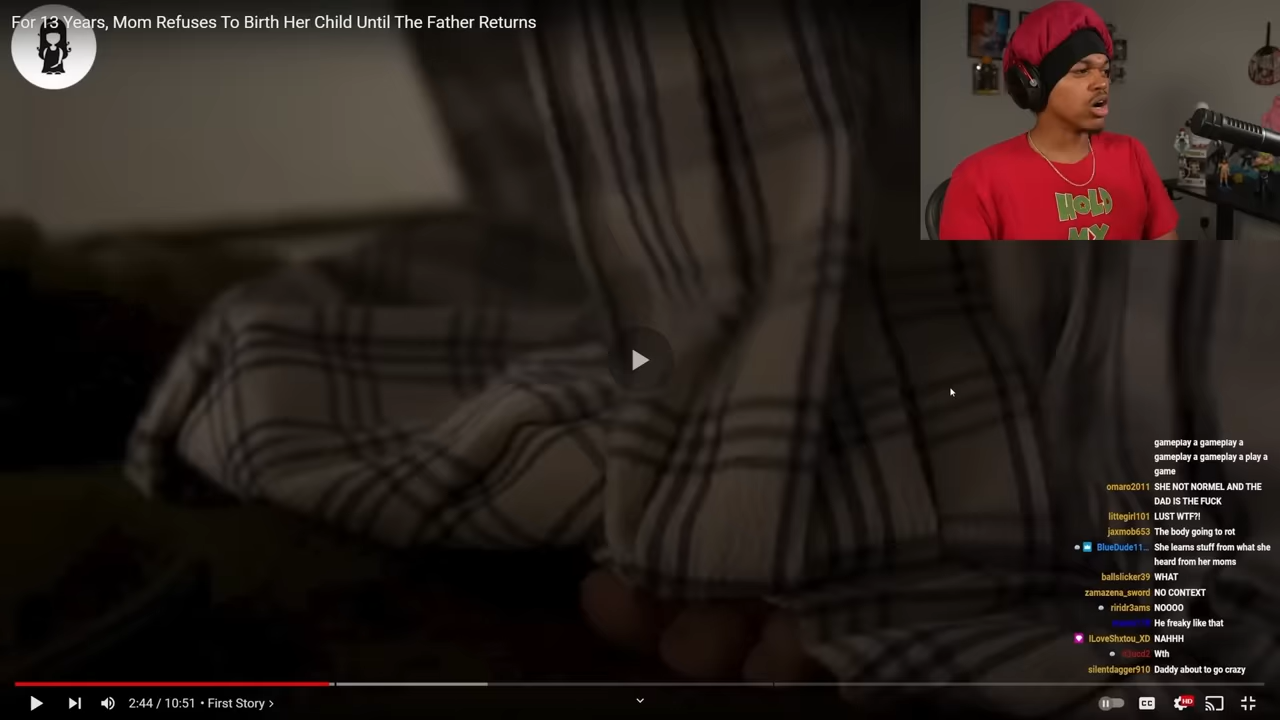 For 13 Years, Mom Refuses To Birth Her Child Until The Father Returns
HOLD
MY
gameplay a gameplay a
gameplay a gameplay a play a
game
omaro2011 SHE NOT NORMEL AND THE
DAD IS THE FUCK
littegirl101 LUST WTF?!
jaxmob653 The body going to rot
BlueDude11... She learns stuff from what she
heard from her moms
ballslicker39 WHAT
zamazena_sword NO CONTEXT
riridr3ams NOOOO
He freaky like that
ILoveShxtou_XD NAHHH
Wth
silentdagger910 Daddy about to go crazy
2:44 / 10:51 • First Story >
CC
HD